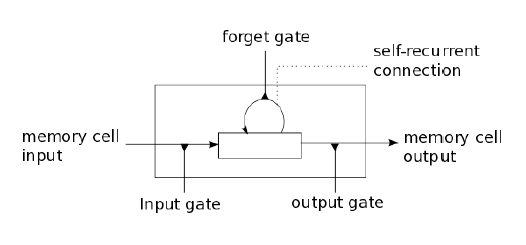 forget gate
self-recurrent
connection
memory cell
input
memory cell
output
Input gate
output gate